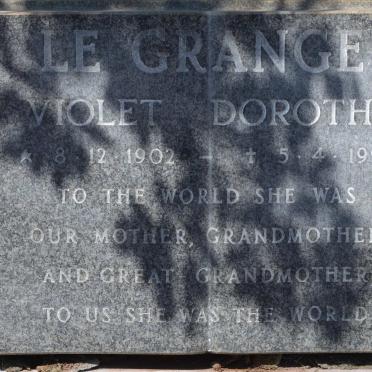 LE GRANGE
VIOLET DOROTH
* 8·12·1902 – † 5·4·19
TO THE WORLD SHE WAS
OUR MOTHER, GRANDMOTHER
AND GREAT GRANDMOTHER
TO US SHE WAS THE WORLD